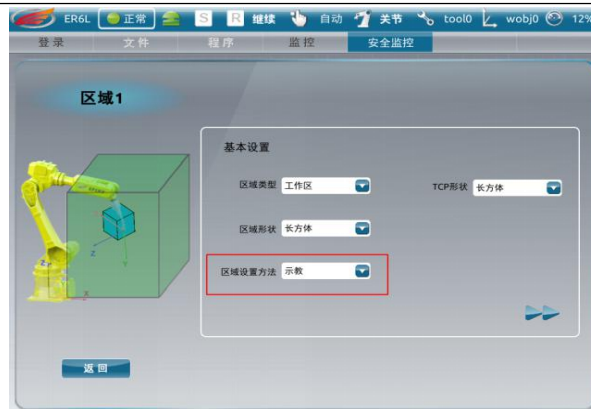 ER6L 正常 S R 继续 自动 关节 tool0 wobj0 12%
登录 文件 程序 监控 安全监控
区域1
基本设置
区域类型 工作区 TCP形状 长方体
区域形状 长方体
区域设置方法 示教
返回